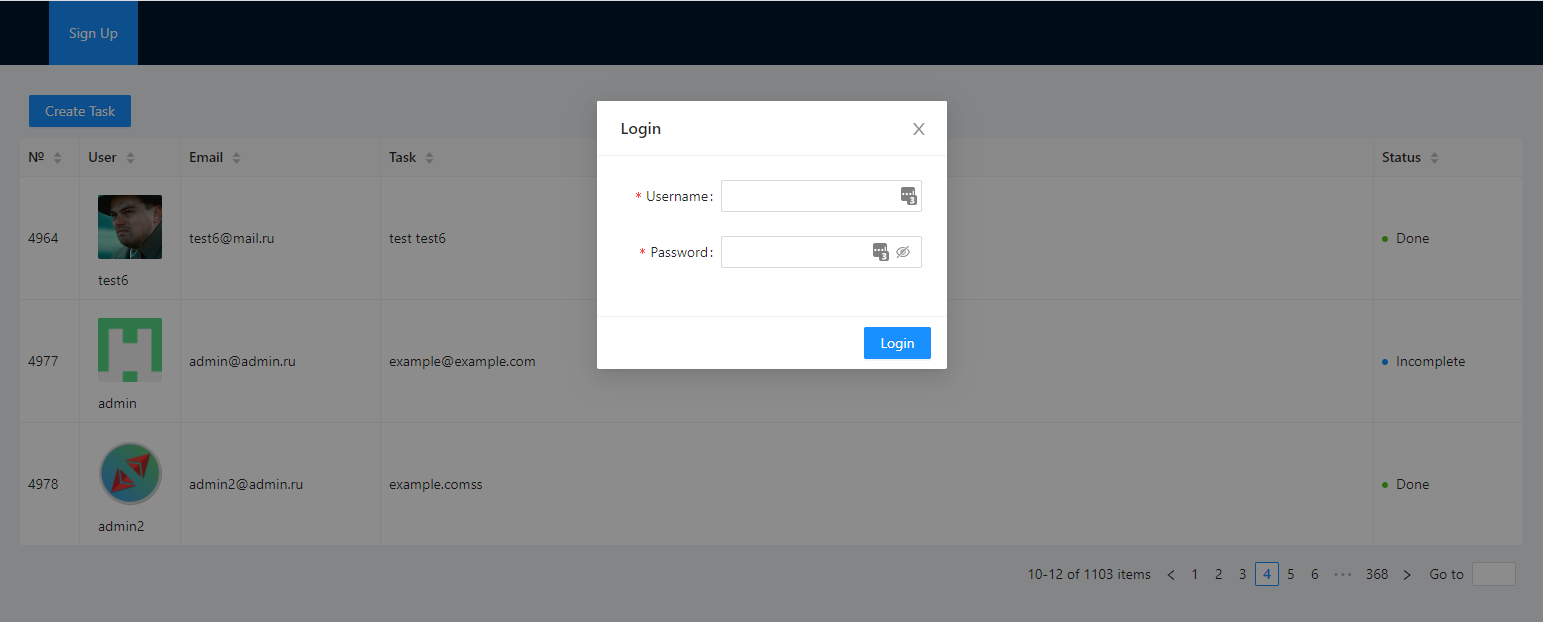 Sign Up
Create Task
Login
№ User Email Task Status
* Username:
3
4964 test6@mail.ru test test6 Done
* Password:
3
test6
Login
4977 admin@admin.ru example@example.com Incomplete
admin
4978 admin2@admin.ru example.comss Done
admin2
10-12 of 1103 items < 1 2 3 4 5 6 ••• 368 > Go to